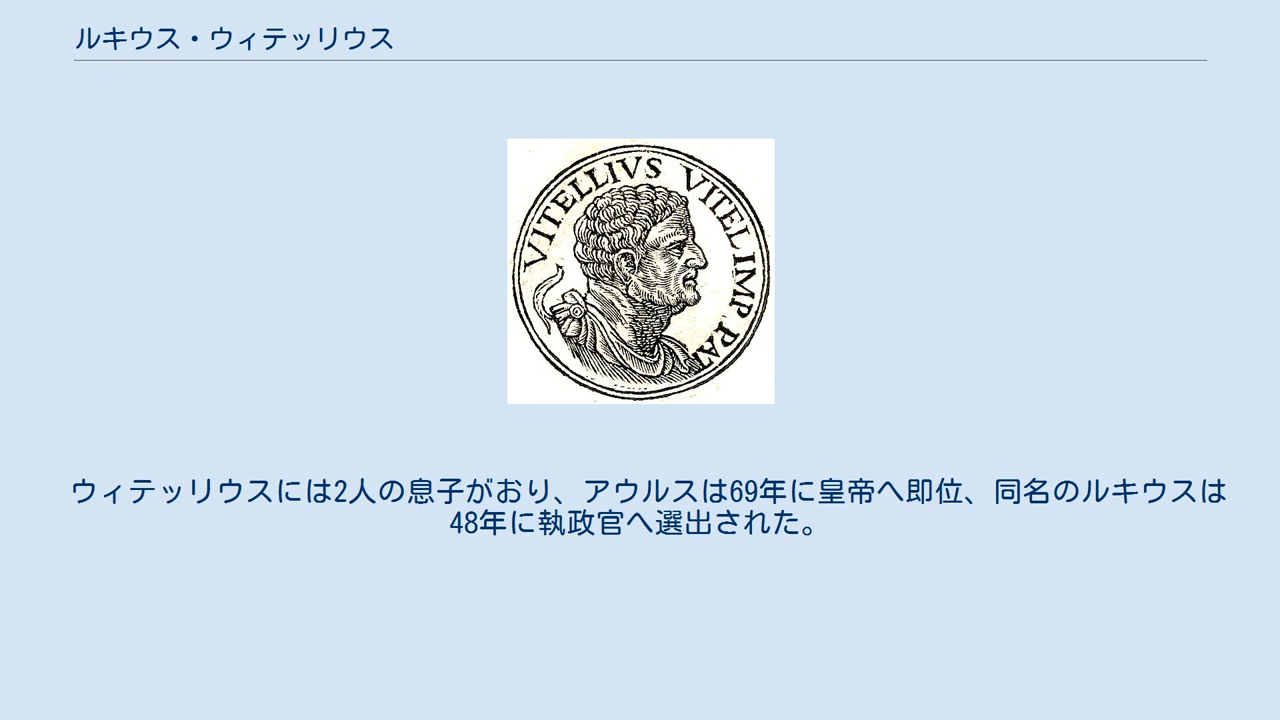 ルキウス・ウィテッリウス
VITELLIVS VITEL IMP PAT
ウィテッリウスには2人の息子がおり、アウルスは69年に皇帝へ即位、同名のルキウスは
48年に執政官へ選出された。